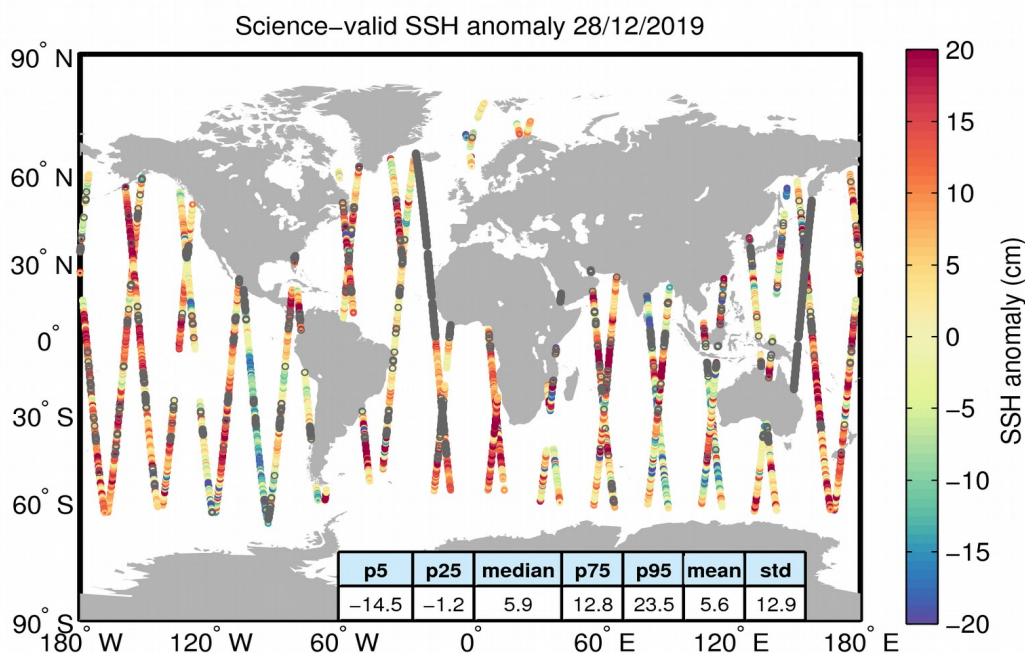 Science−valid SSH anomaly 28/12/2019
90° N
60° N
30° N
0°
30° S
60° S
90° S
180° W
120° W
60° W
0°
60° E
120° E
180° E
p5 p25 median p75 p95 mean std
−14.5 −1.2 5.9 12.8 23.5 5.6 12.9
20
15
10
5
0
−5
−10
−15
−20
SSH anomaly (cm)